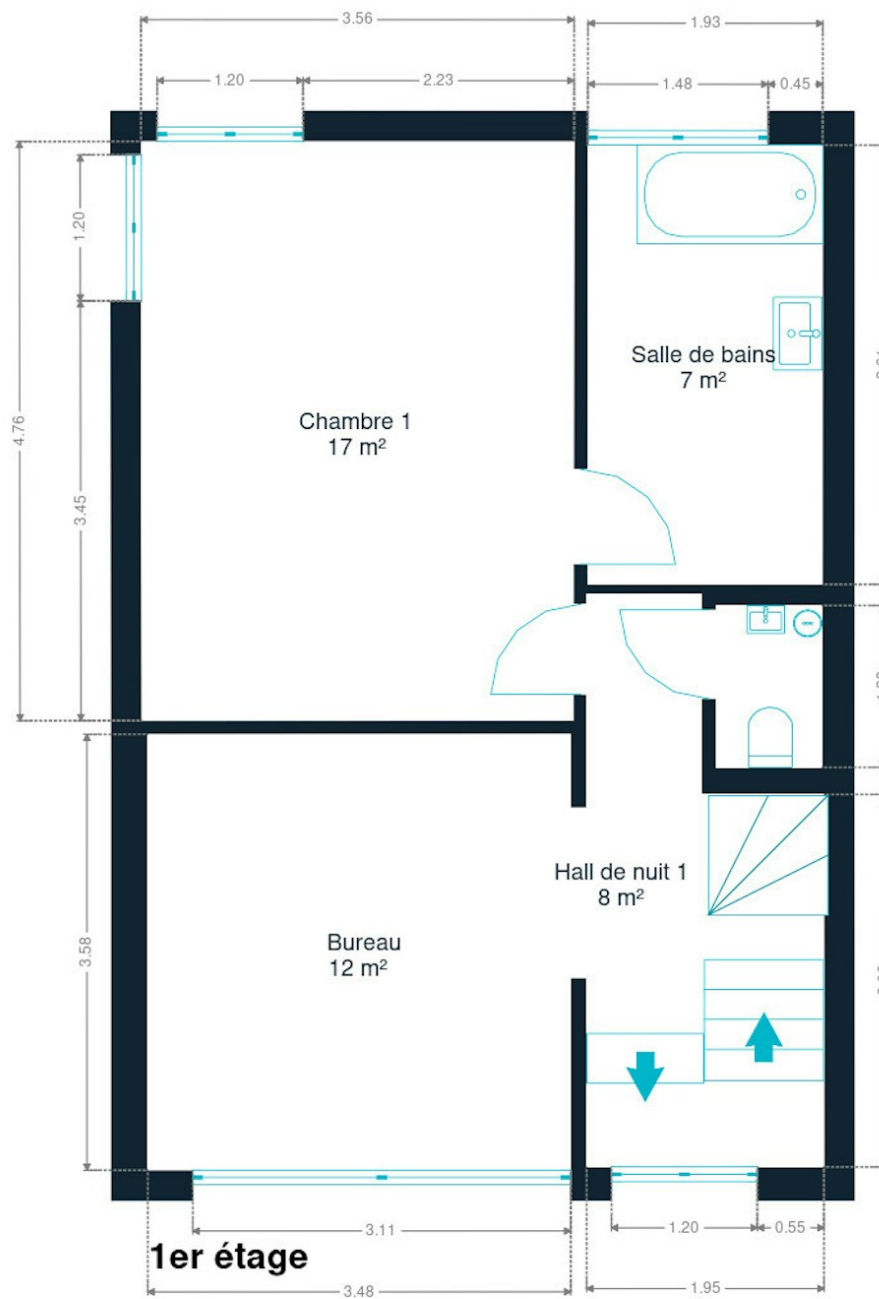 3.56
1.93
1.20
2.23
1.48
0.45
1.20
Salle de bains
7 m²
Chambre 1
17 m²
4.76
3.45
Hall de nuit 1
8 m²
Bureau
12 m²
3.58
3.11
1.20
0.55
1er étage
3.48
1.95